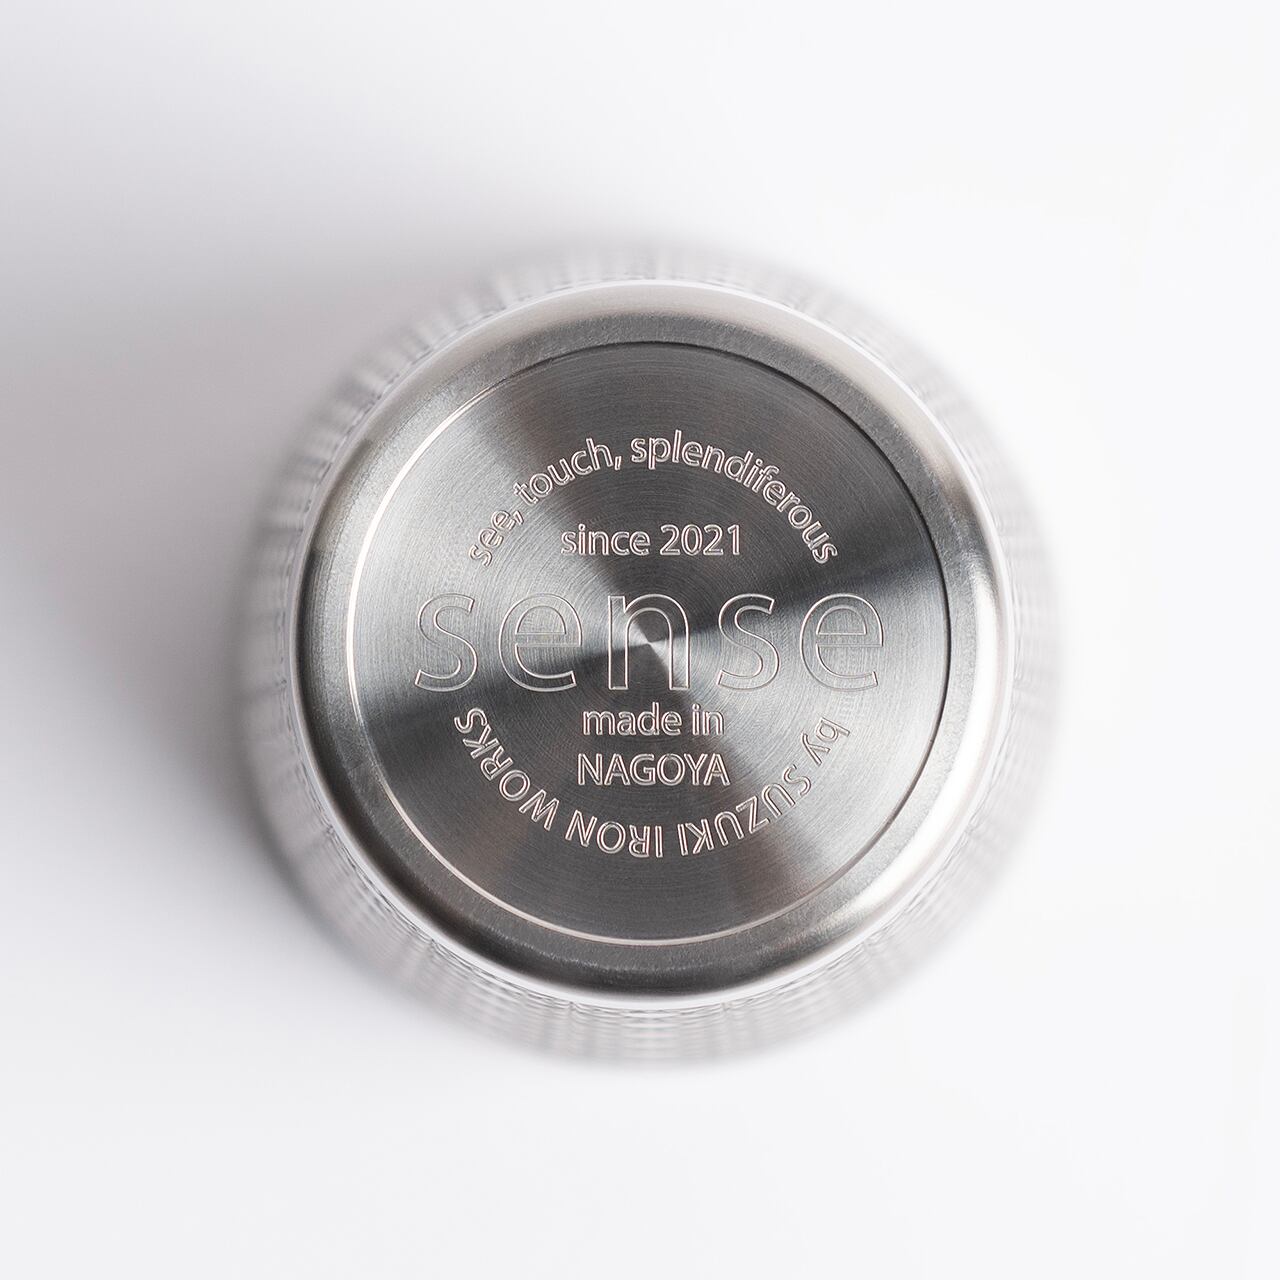 see, touch, splendiferous
since 2021
sense
made in
NAGOYA
by SUZUKI IRON WORKS